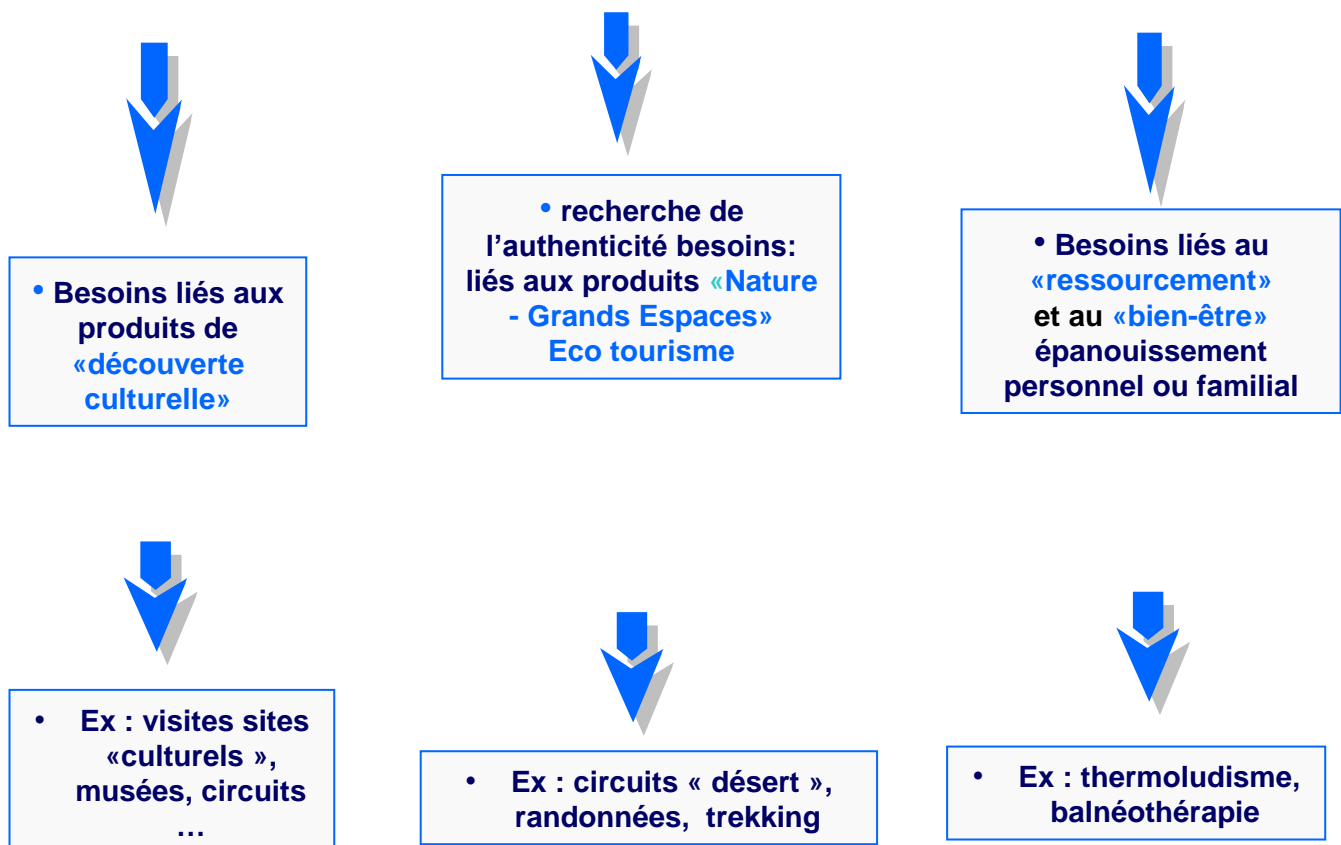 • Besoins liés aux
produits de
«découverte
culturelle»
• recherche de
l’authenticité besoins:
liés aux produits «Nature
- Grands Espaces»
Eco tourisme
• Besoins liés au
«ressourcement»
et au «bien-être»
épanouissement
personnel ou familial
• Ex : visites sites
«culturels »,
musées, circuits
…
• Ex : circuits « désert »,
randonnées, trekking
• Ex : thermoludisme,
balnéothérapie